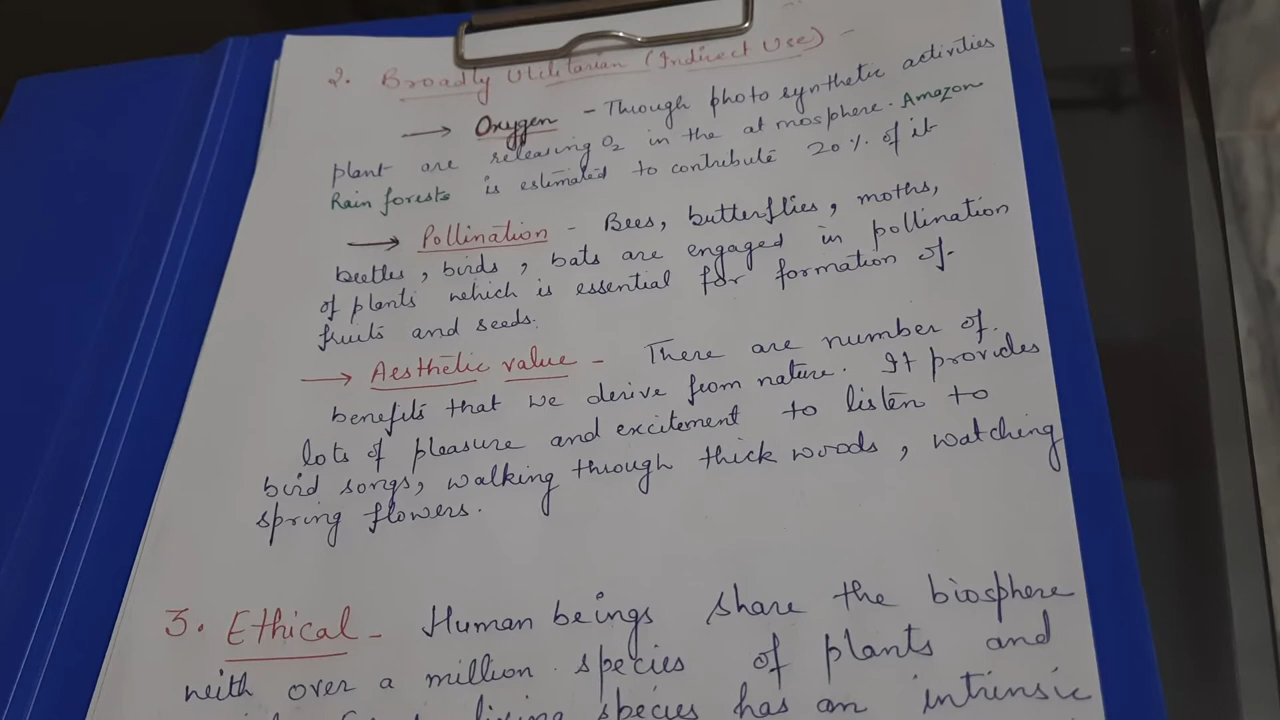 2. Broadly Utilitarian (Indirect Use) -
→ Oxygen - Through photo synthetic activities
plant are releasing O2 in the at mosphere. Amazon
Rain forests is estimated to contribute 20% of it
→ Pollination - Bees, butterflies, moths,
beetles, birds, bats are engaged in pollination
of plants which is essential for formation of
fruits and seeds.
→ Aesthetic value - There are number of
benefits that we derive from nature. It provides
lots of pleasure and excitement to listen to
bird songs, walking through thick woods, watching
spring flowers.
3. Ethical - Human beings share the biosphere
with over a million species of plants and
living species has an intrinsic